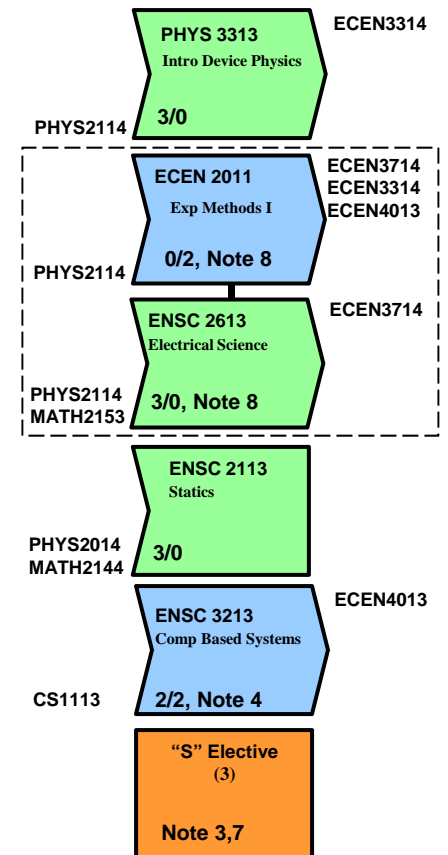 PHYS 3313
Intro Device Physics
3/0
ECEN3314
PHYS2114
ECEN 2011
Exp Methods I
0/2, Note 8
ECEN3714
ECEN3314
ECEN4013
PHYS2114
ENSC 2613
Electrical Science
3/0, Note 8
ECEN3714
PHYS2114
MATH2153
ENSC 2113
Statics
3/0
PHYS2014
MATH2144
ENSC 3213
Comp Based Systems
2/2, Note 4
ECEN4013
CS1113
“S” Elective
(3)
Note 3,7